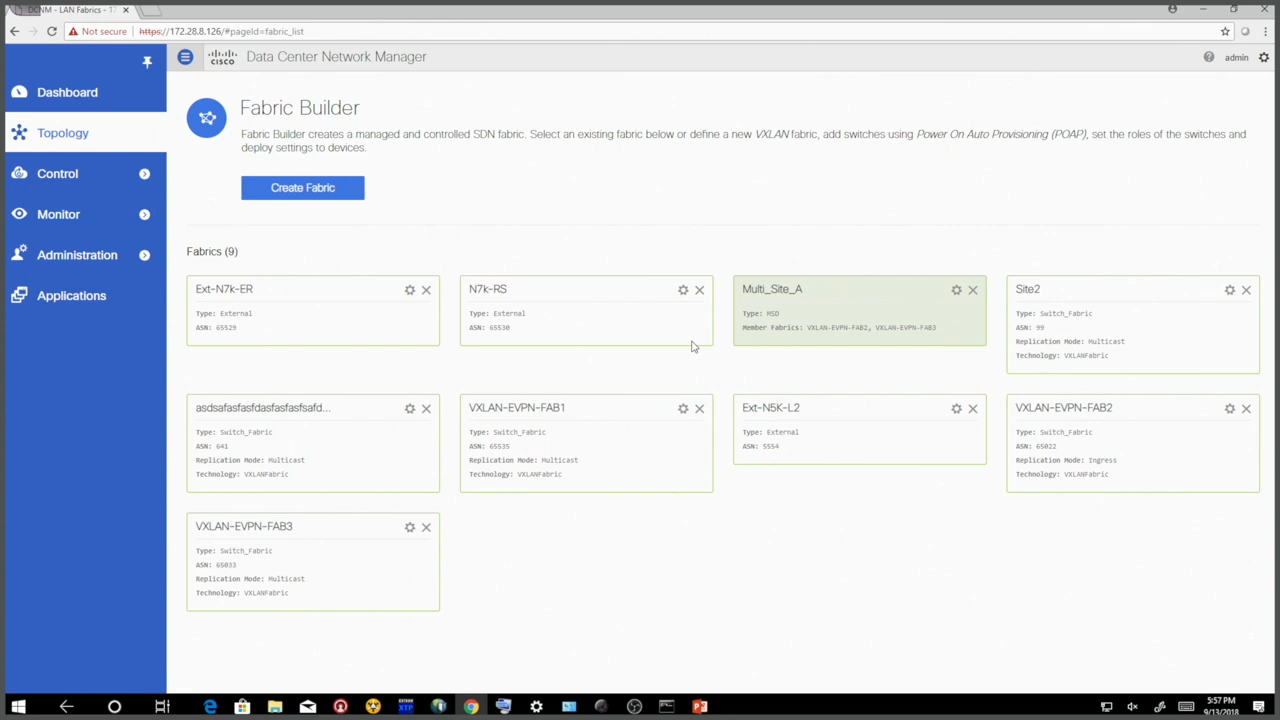 DCNM - LAN Fabrics - 17
Not secure
https://172.28.8.126/#pageId=fabric_list
CISCO
Data Center Network Manager
admin
Dashboard
Topology
Control
Monitor
Administration
Applications
Fabric Builder
Fabric Builder creates a managed and controlled SDN fabric. Select an existing fabric below or define a new VXLAN fabric, add switches using Power On Auto Provisioning (POAP), set the roles of the switches and
deploy settings to devices.
Create Fabric
Fabrics (9)
Ext-N7k-ER
Type: External
ASN: 65529
N7k-RS
Type: External
ASN: 65530
Multi_Site_A
Type: MSD
Member Fabrics: VXLAN-EVPN-FAB2, VXLAN-EVPN-FAB3
Site2
Type: Switch_Fabric
ASN: 99
Replication Mode: Multicast
Technology: VXLANFabric
asdsafasfasfdasfasfasfsafd...
Type: Switch_Fabric
ASN: 641
Replication Mode: Multicast
Technology: VXLANFabric
VXLAN-EVPN-FAB1
Type: Switch_Fabric
ASN: 65535
Replication Mode: Multicast
Technology: VXLANFabric
Ext-N5K-L2
Type: External
ASN: 5554
VXLAN-EVPN-FAB2
Type: Switch_Fabric
ASN: 65022
Replication Mode: Ingress
Technology: VXLANFabric
VXLAN-EVPN-FAB3
Type: Switch_Fabric
ASN: 65033
Replication Mode: Multicast
Technology: VXLANFabric
XTP
5:57 PM
9/13/2018